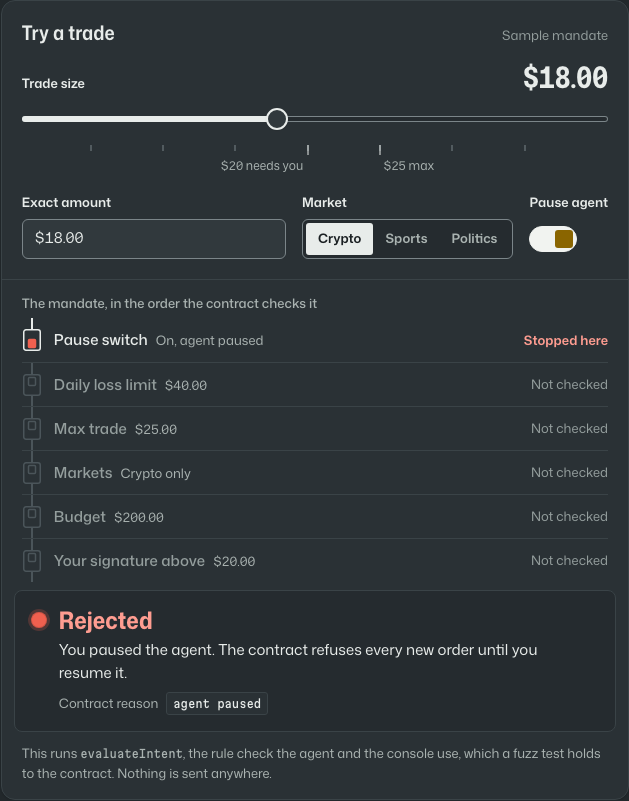 Try a trade
Sample mandate
Trade size
$18.00
$20 needs you
$25 max
Exact amount
Market
Pause agent
$18.00
Crypto
Sports
Politics
The mandate, in the order the contract checks it
Pause switch On, agent paused
Stopped here
Daily loss limit $40.00
Not checked
Max trade $25.00
Not checked
Markets Crypto only
Not checked
Budget $200.00
Not checked
Your signature above $20.00
Not checked
Rejected
You paused the agent. The contract refuses every new order until you
resume it.
Contract reason agent paused
This runs evaluateIntent, the rule check the agent and the console use, which a fuzz test holds
to the contract. Nothing is sent anywhere.